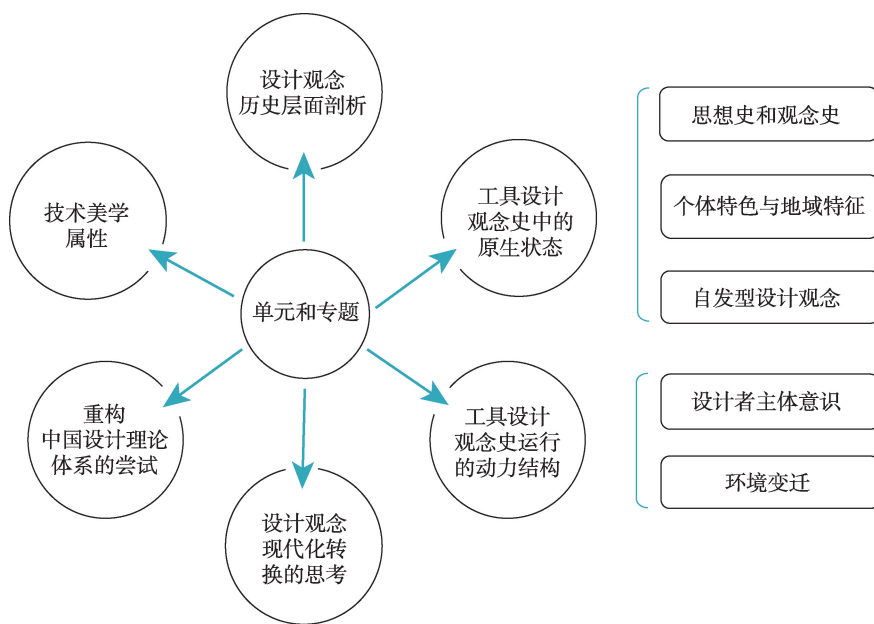 设计观念
历史层面剖析
技术美学
属性
工具设计
观念史中的
原生状态
单元和专题
重构
中国设计理论
体系的尝试
工具设计
观念史运行
的动力结构
设计观念
现代化转
换的思考
思想史和观念史
个体特色与地域特征
自发型设计观念
设计者主体意识
环境变迁